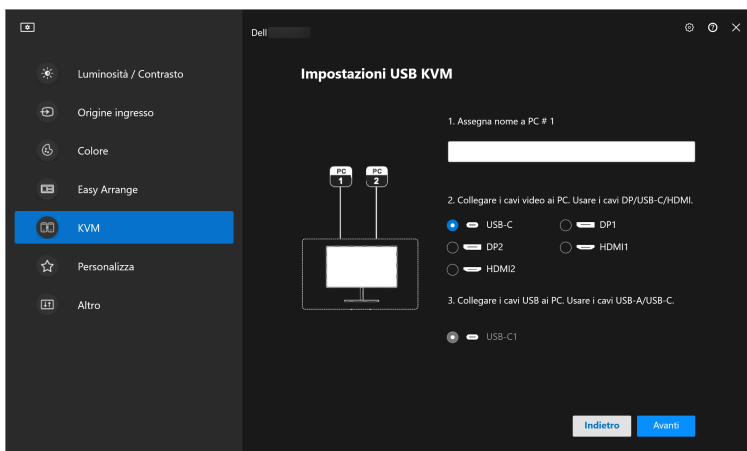 Dell
Luminosità / Contrasto
Origine ingresso
Colore
Easy Arrange
KVM
Personalizza
Altro
Impostazioni USB KVM
1. Assegna nome a PC # 1
PC 1
PC 2
2. Collegare i cavi video ai PC. Usare i cavi DP/USB-C/HDMI.
USB-C
DP1
DP2
HDMI1
HDMI2
3. Collegare i cavi USB ai PC. Usare i cavi USB-A/USB-C.
USB-C1
Indietro
Avanti